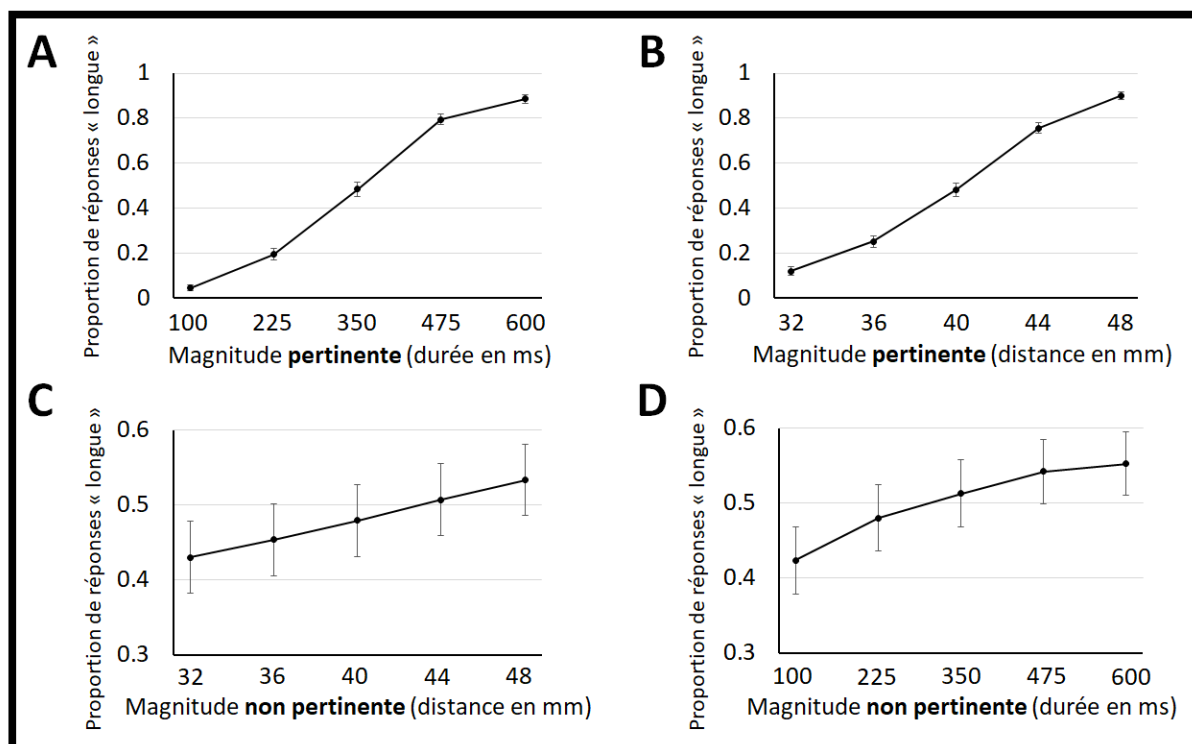 A
Proportion de réponses « longue »
1
0.8
0.6
0.4
0.2
0
100 225 350 475 600
Magnitude pertinente (durée en ms)
B
Proportion de réponses « longue »
1
0.8
0.6
0.4
0.2
0
32 36 40 44 48
Magnitude pertinente (distance en mm)
C
Proportion de réponses « longue »
0.6
0.5
0.4
0.3
32 36 40 44 48
Magnitude non pertinente (distance en mm)
D
Proportion de réponses « longue »
0.6
0.5
0.4
0.3
100 225 350 475 600
Magnitude non pertinente (durée en ms)